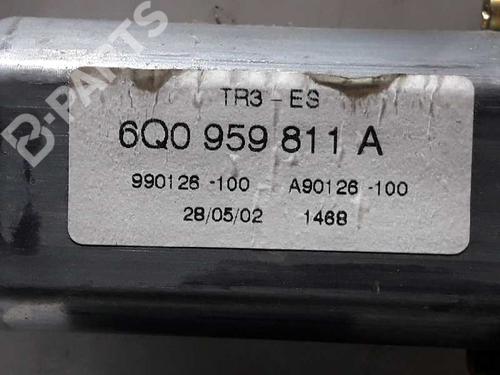 B-PARTS
TR3 - ES
6Q0 959 811 A
990126 -100 A90126 -100
28/05/02 1468